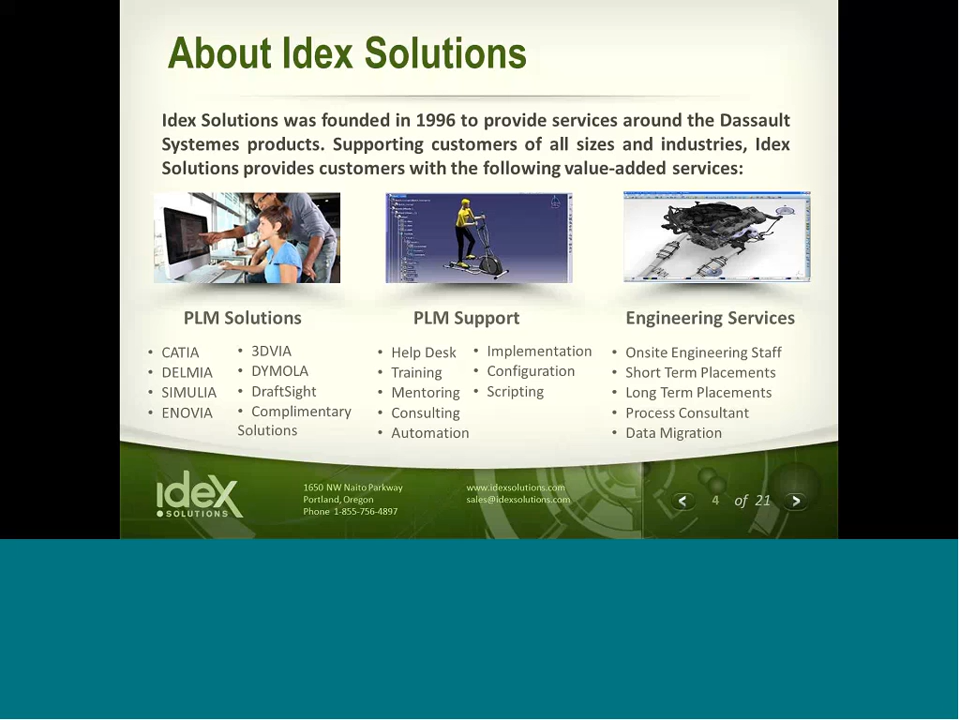 About Idex Solutions
Idex Solutions was founded in 1996 to provide services around the Dassault
Systemes products. Supporting customers of all sizes and industries, Idex
Solutions provides customers with the following value-added services:
PLM Solutions
• CATIA
• DELMIA
• SIMULIA
• ENOVIA
• 3DVIA
• DYMOLA
• DraftSight
• Complimentary
Solutions
PLM Support
• Help Desk
• Training
• Mentoring
• Consulting
• Automation
• Implementation
• Configuration
• Scripting
Engineering Services
• Onsite Engineering Staff
• Short Term Placements
• Long Term Placements
• Process Consultant
• Data Migration
ideX
SOLUTIONS
1650 NW Naito Parkway
Portland, Oregon
Phone 1-855-756-4897
www.idexsolutions.com
sales@idexsolutions.com
4 of 21